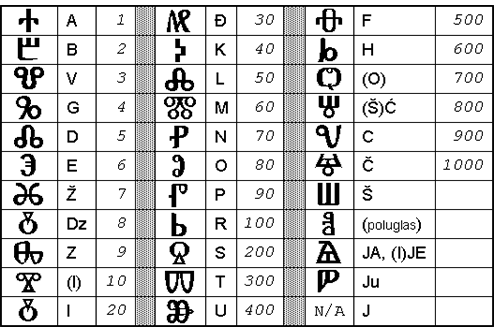 Ⰰ A 1 Ⰼ Đ 30 Ⱇ F 500
Ⰱ B 2 Ⰽ K 40 Ⱈ H 600
Ⰲ V 3 Ⰾ L 50 Ⱉ (O) 700
Ⰳ G 4 Ⰿ M 60 Ⱋ (Š)Ć 800
Ⰴ D 5 Ⱀ N 70 Ⱌ C 900
Ⰵ E 6 Ⱁ O 80 Ⱍ Č 1000
Ⰶ Ž 7 Ⱂ P 90 Ⱎ Š
Ⰷ Dz 8 Ⱃ R 100 Ⱏ (poluglas)
Ⰸ Z 9 Ⱄ S 200 Ⱑ JA, (I)JE
Ⰹ (I) 10 Ⱅ T 300 Ⱓ Ju
Ⰻ I 20 Ⱆ U 400 N/A J